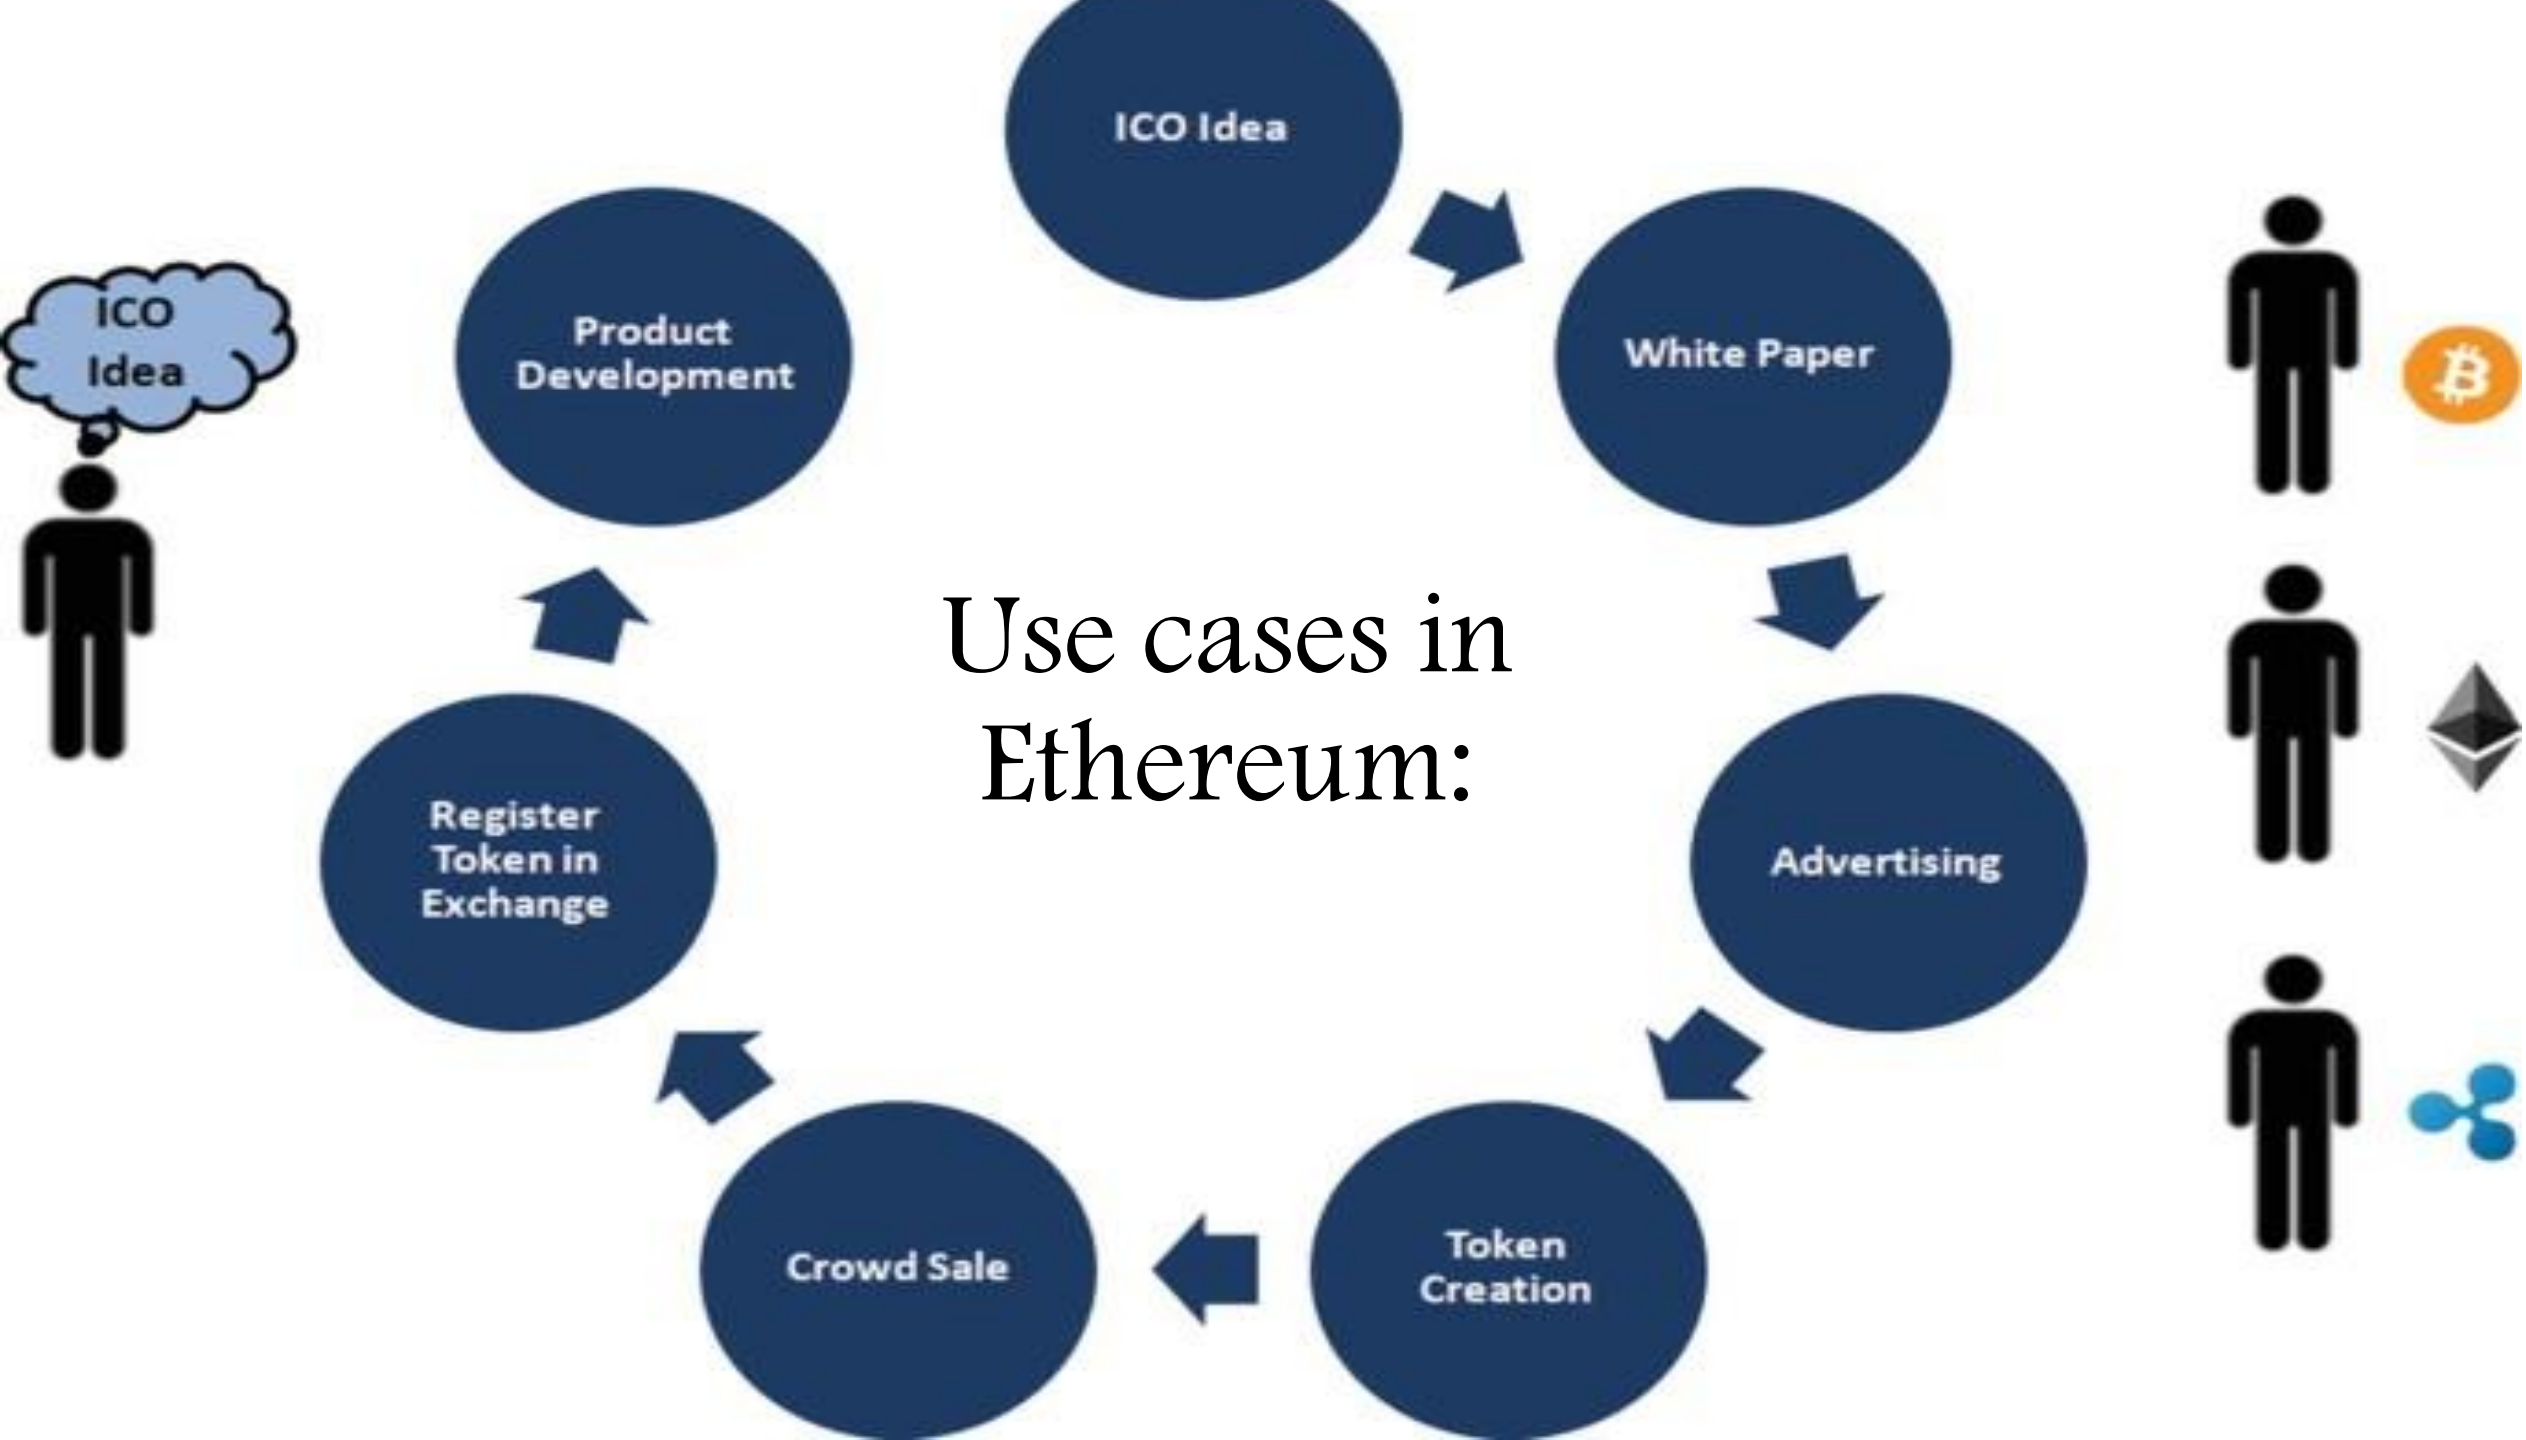 ICO Idea
White Paper
Advertising
Token
Creation
Crowd Sale
Register
Token in
Exchange
Product
Development
Use cases in
Ethereum:
ICO
Idea